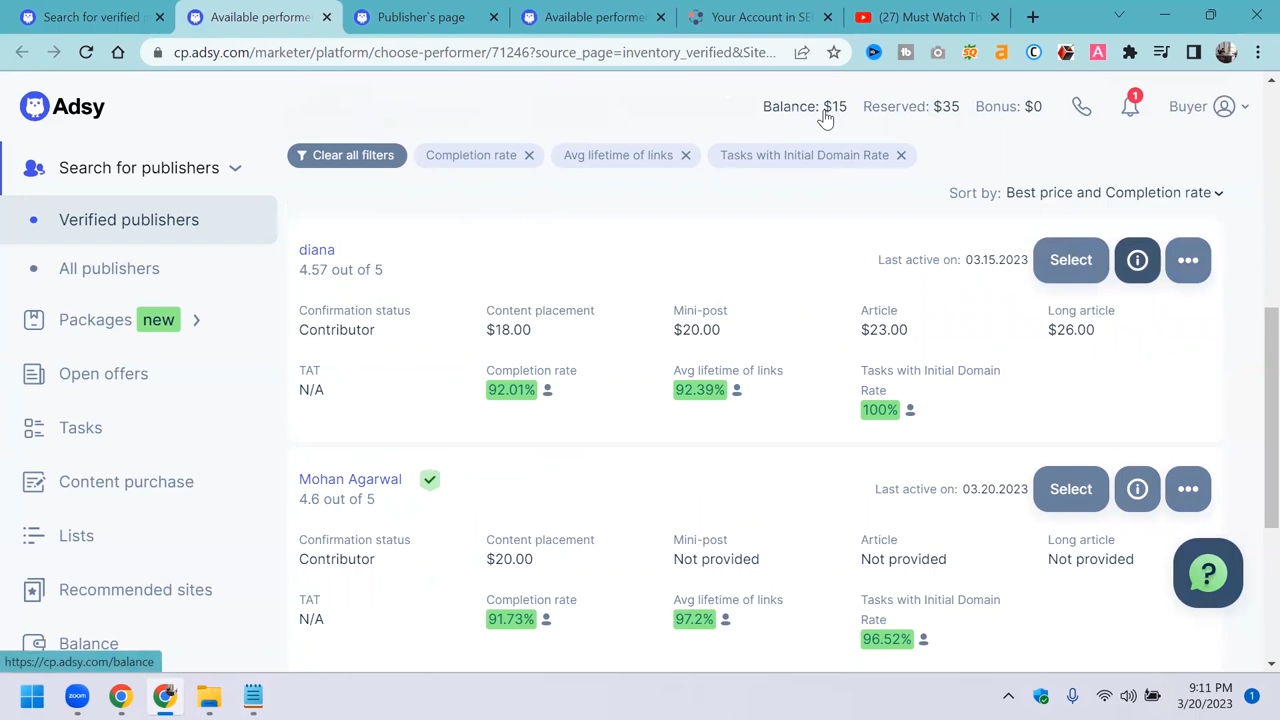 Search for verified p
Available performe
Publisher's page
Available performe
Your Account in SE
(27) Must Watch Th
cp.adsy.com/marketer/platform/choose-performer/71246?source_page=inventory_verified&Site...
Adsy
Balance: $15
Reserved: $35
Bonus: $0
1
Buyer
Search for publishers
Verified publishers
All publishers
Packages new
Open offers
Tasks
Content purchase
Lists
Recommended sites
Balance
https://cp.adsy.com/balance
Clear all filters
Completion rate
Avg lifetime of links
Tasks with Initial Domain Rate
Sort by: Best price and Completion rate
diana
4.57 out of 5
Last active on: 03.15.2023
Select
Confirmation status
Contributor
Content placement
$18.00
Mini-post
$20.00
Article
$23.00
Long article
$26.00
TAT
N/A
Completion rate
92.01%
Avg lifetime of links
92.39%
Tasks with Initial Domain
Rate
100%
Mohan Agarwal
4.6 out of 5
Last active on: 03.20.2023
Select
Confirmation status
Contributor
Content placement
$20.00
Mini-post
Not provided
Article
Not provided
Long article
Not provided
TAT
N/A
Completion rate
91.73%
Avg lifetime of links
97.2%
Tasks with Initial Domain
Rate
96.52%
?
zoom
9:11 PM
3/20/2023
1